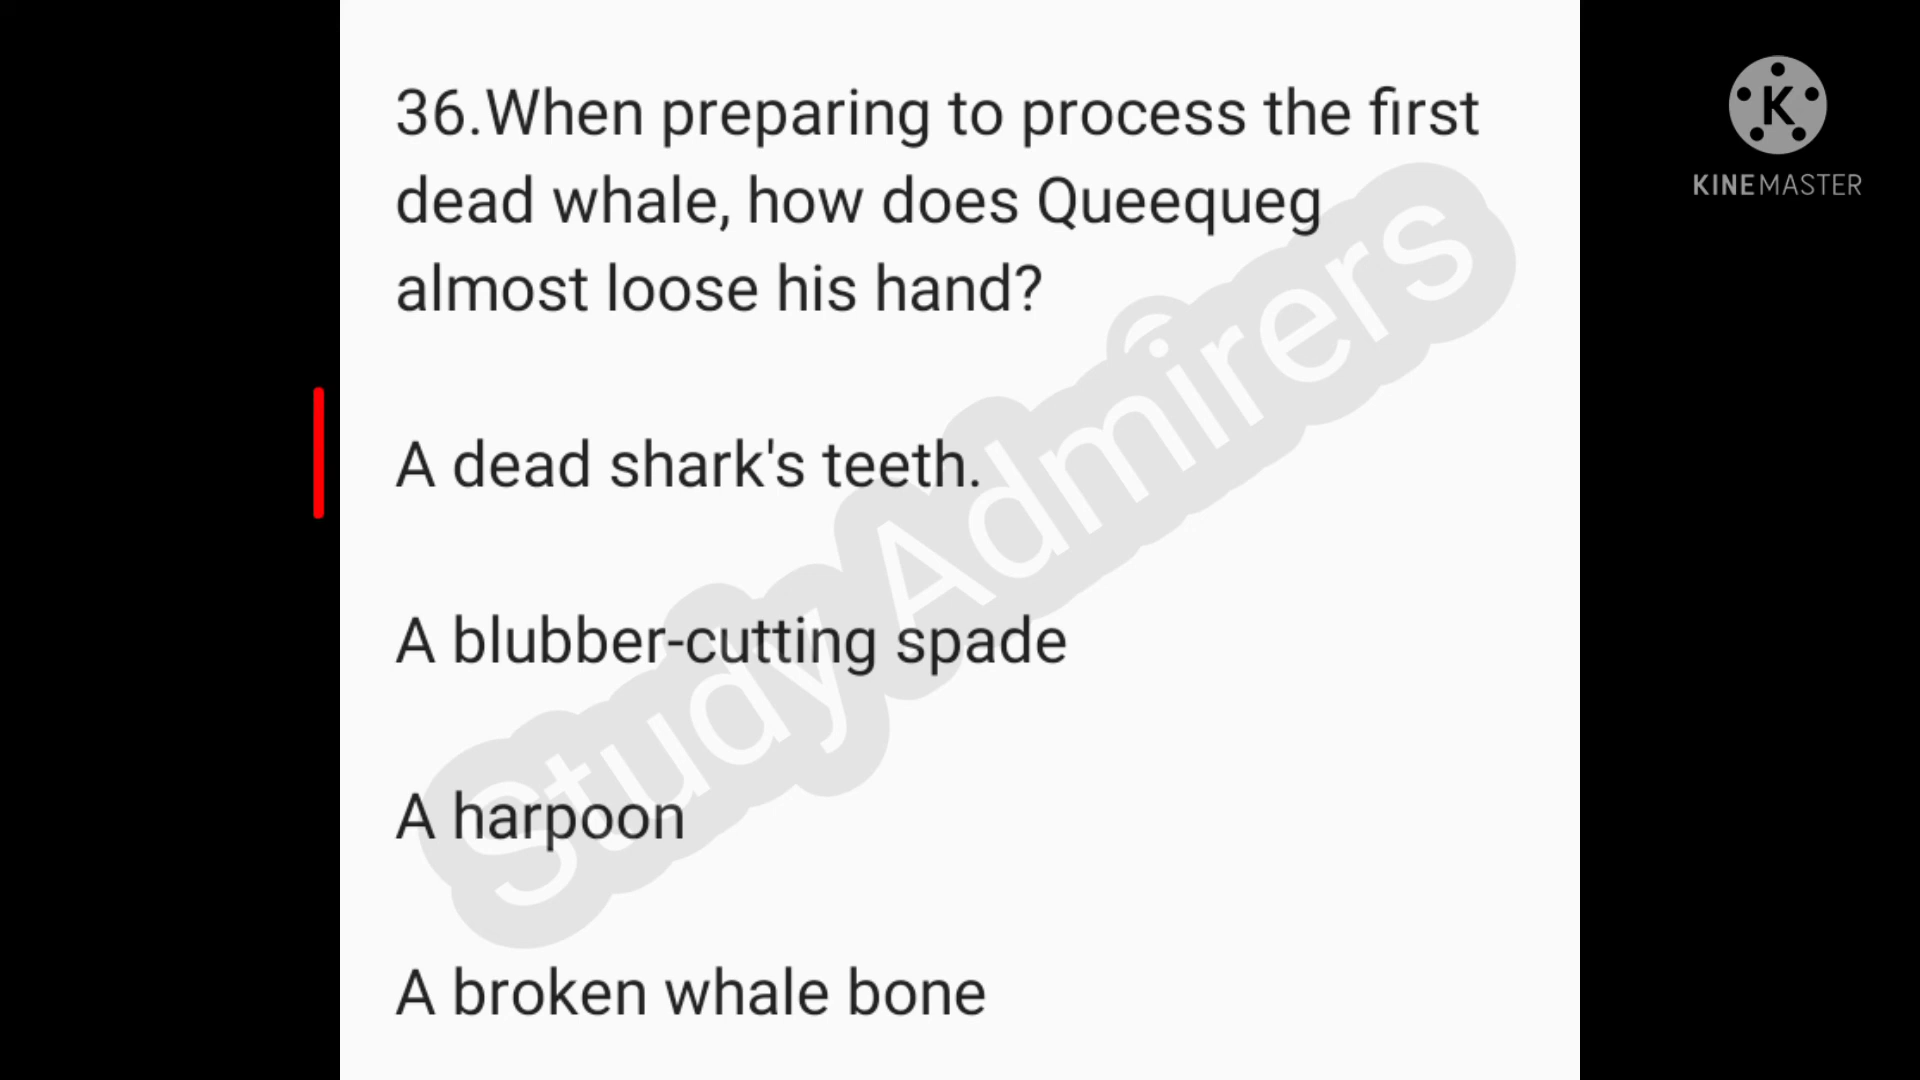 36.When preparing to process the first
dead whale, how does Queequeg
almost loose his hand?
A dead shark's teeth.
A blubber-cutting spade
A harpoon
A broken whale bone
Study Admirers
K
KINEMASTER